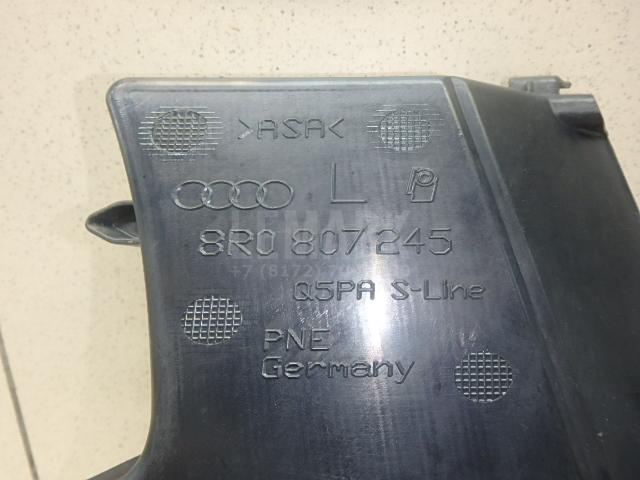 >ASA<
L
8R0 807 245
Q5PA S-Line
PNE
Germany